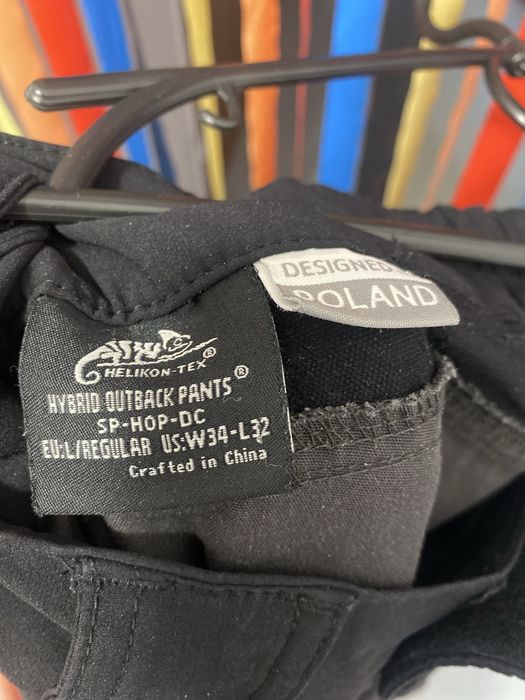 DESIGNED
POLAND
HELIKON-TEX®
HYBRID OUTBACK PANTS®
SP-HOP-DC
EU:L/REGULAR US:W34-L32
Crafted in China